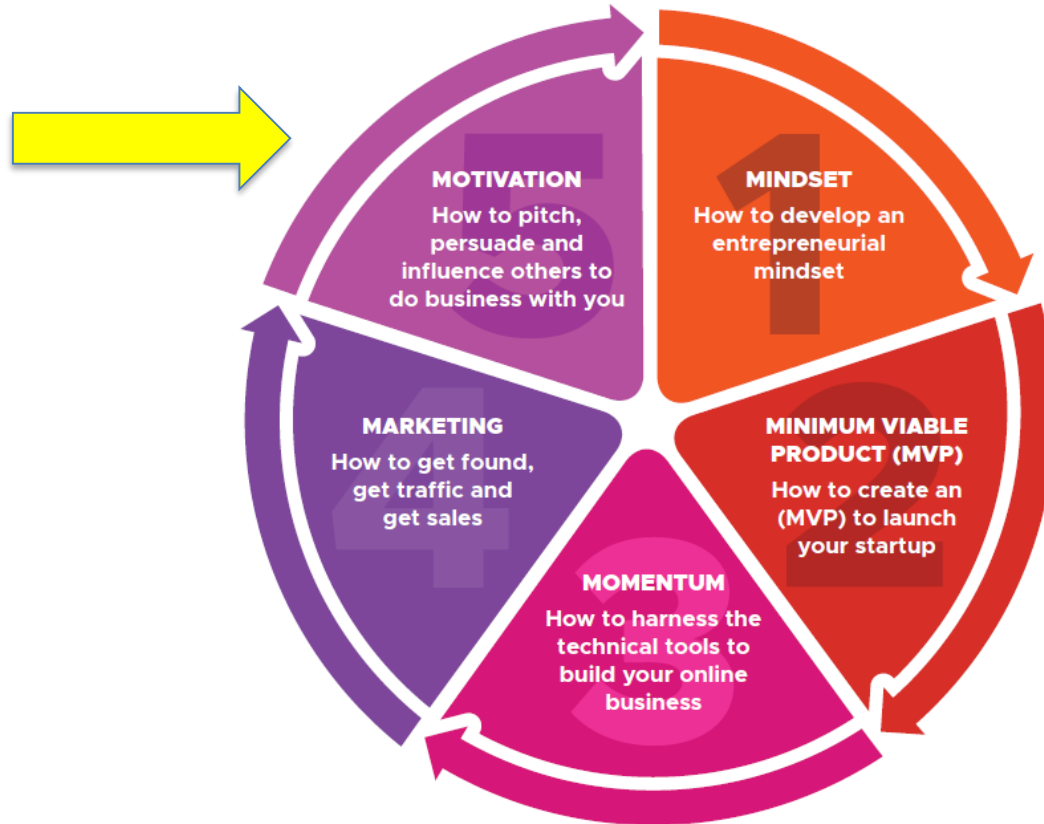 1
MINDSET
How to develop an
entrepreneurial
mindset
2
MINIMUM VIABLE
PRODUCT (MVP)
How to create an
(MVP) to launch
your startup
3
MOMENTUM
How to harness the
technical tools to
build your online
business
4
MARKETING
How to get found,
get traffic and
get sales
5
MOTIVATION
How to pitch,
persuade and
influence others to
do business with you